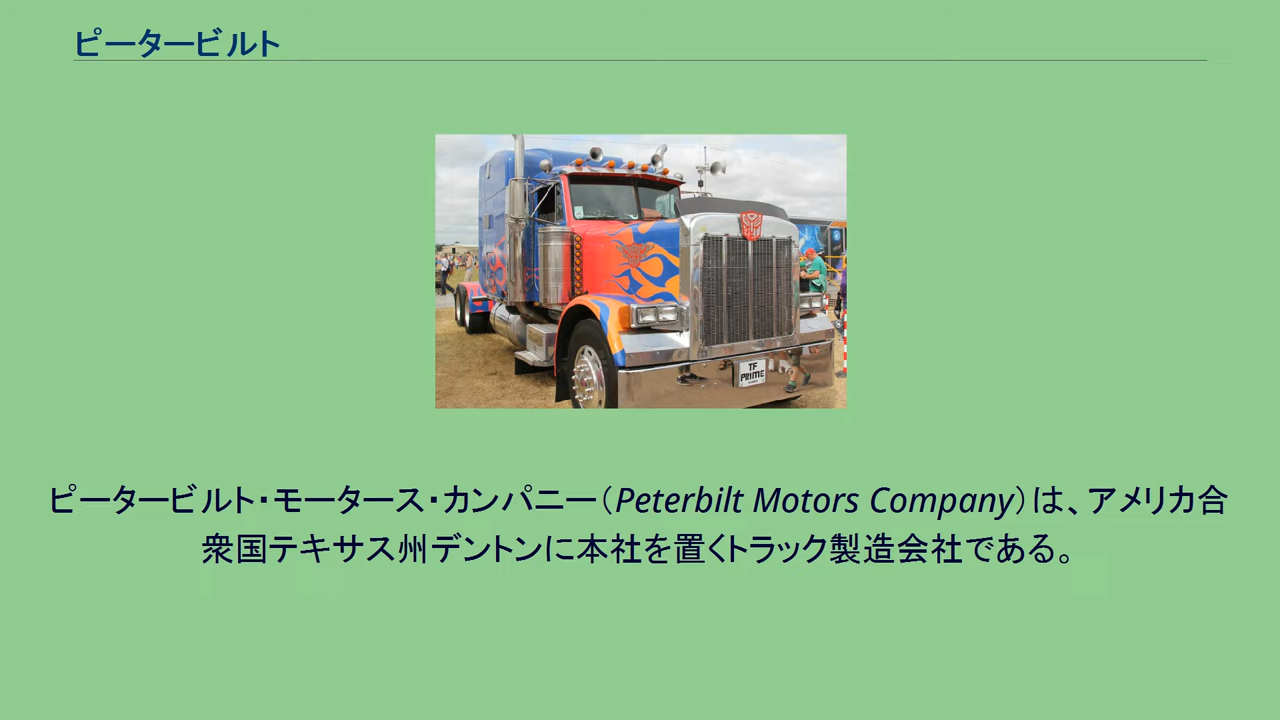 ピータービルト
TF
PRIME
ピータービルト・モータース・カンパニー（Peterbilt Motors Company）は、アメリカ合
衆国テキサス州デントンに本社を置くトラック製造会社である。